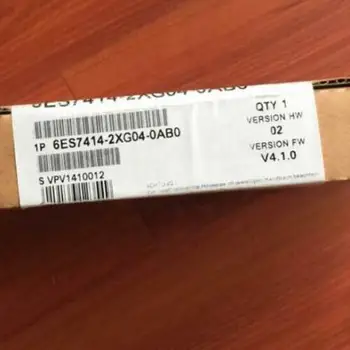 6ES7414-2XG04-0AB0
QTY 1
VERSION HW
02
VERSION FW
V4.1.0
1P 6ES7414-2XG04-0AB0
S VPV1410012